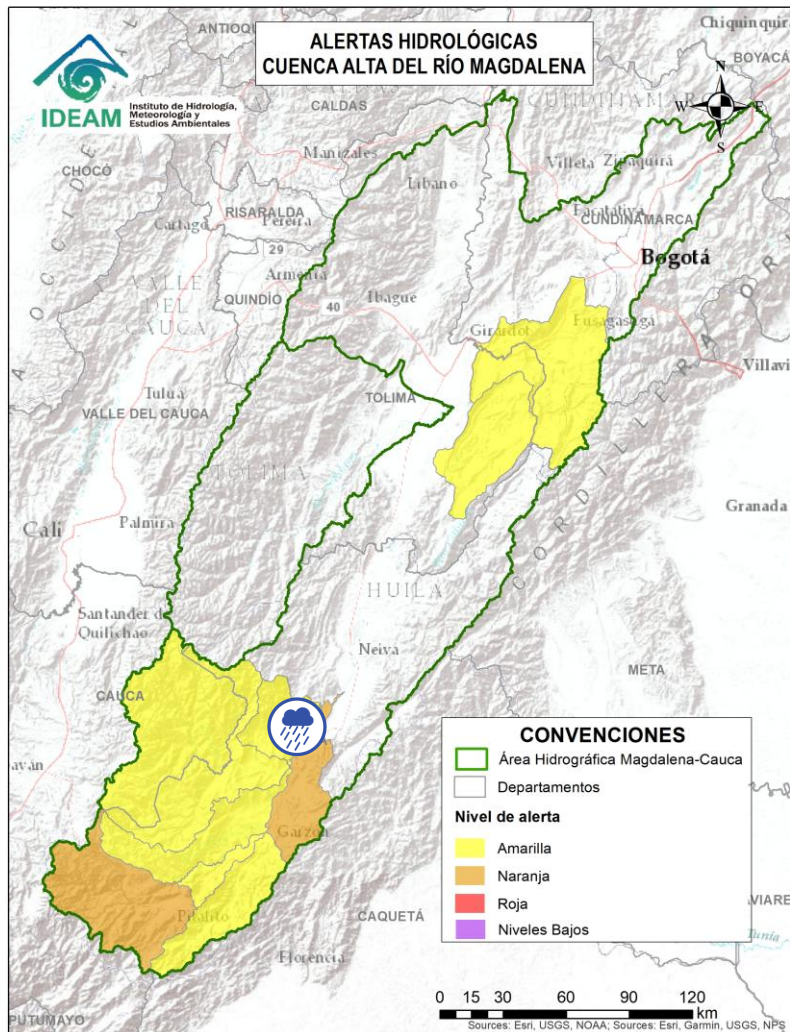 ALERTAS HIDROLÓGICAS
CUENCA ALTA DEL RÍO MAGDALENA
IDEAM
Instituto de Hidrología,
Meteorología y
Estudios Ambientales
Chiquinquirá
BOYACÁ
N
W
E
S
CALDAS
Manizales
Líbano
Villeta
Zipaquirá
CHOCÓ
RISARALDA
Pereira
Facatativá
CUNDINAMARCA
Cartago
29
Bogotá
Armenia
VALLE
DEL
CAUCA
QUINDÍO
40
Ibagué
Girardot
Fusagasugá
Villavi
Tuluá
TOLIMA
VALLE DEL CAUCA
TOLIMA
CORDILLERA ORI
Granada
Cali
Palmira
HUILA
Santander de
Quilichao
Neiva
META
CAUCA
CONVENCIONES
Área Hidrográfica Magdalena-Cauca
Departamentos
Nivel de alerta
Amarilla
Naranja
Roja
Niveles Bajos
ayán
Garzón
Pitalito
CAQUETÁ
VIARE
Florencia
Tunía
PUTUMAYO
0 15 30 60 90 120
km
Sources: Esri, USGS, NOAA; Sources: Esri, Garmin, USGS, NPS